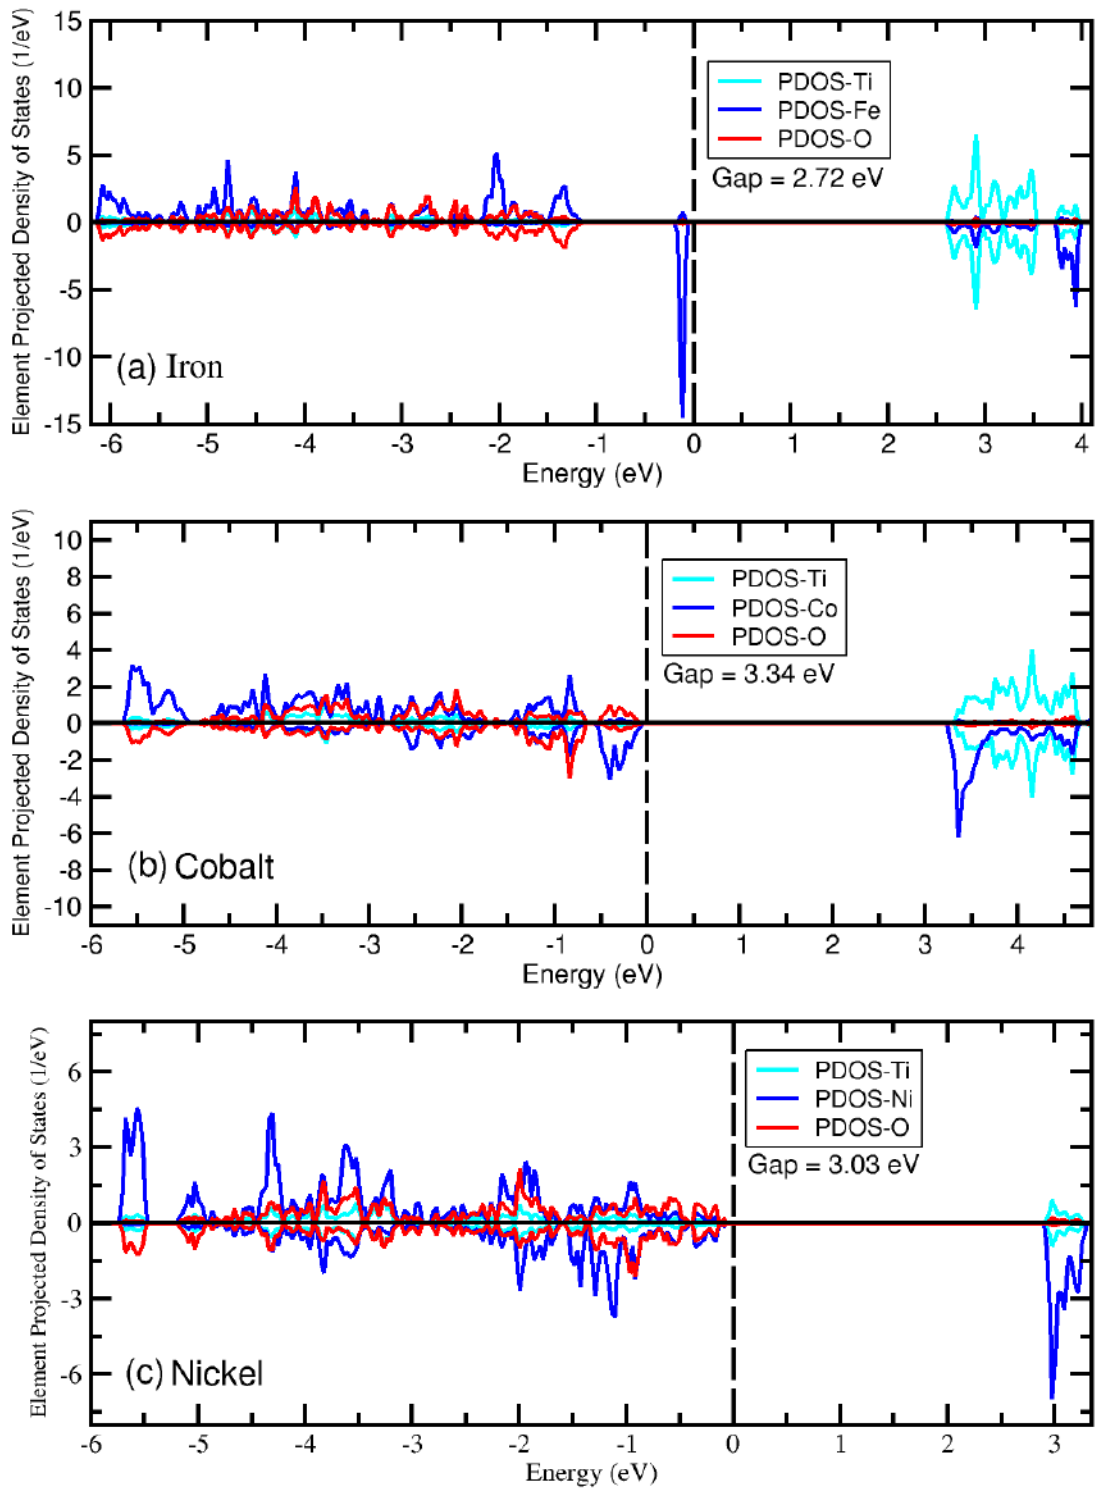 Element Projected Density of States (1/eV)
15
10
5
0
-5
-10
-15
PDOS-Ti
PDOS-Fe
PDOS-O
Gap = 2.72 eV
(a) Iron
-6 -5 -4 -3 -2 -1 0 1 2 3 4
Energy (eV)
Element Projected Density of States (1/eV)
10
8
6
4
2
0
-2
-4
-6
-8
-10
PDOS-Ti
PDOS-Co
PDOS-O
Gap = 3.34 eV
(b) Cobalt
-6 -5 -4 -3 -2 -1 0 1 2 3 4
Energy (eV)
Element Projected Density of States (1/eV)
6
3
0
-3
-6
PDOS-Ti
PDOS-Ni
PDOS-O
Gap = 3.03 eV
(c) Nickel
-6 -5 -4 -3 -2 -1 0 1 2 3
Energy (eV)